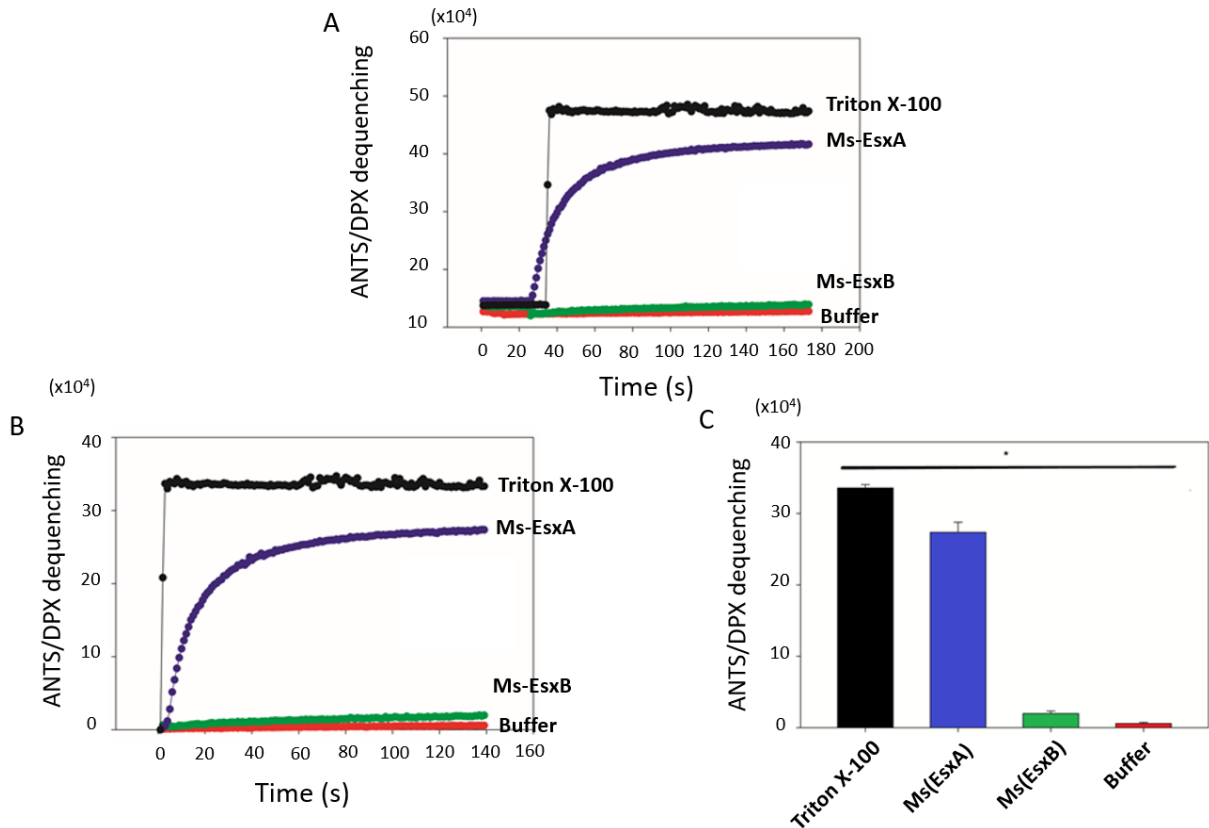 A
(x10⁴)
ANTS/DPX dequenching
60
50
40
30
20
10
Triton X-100
Ms-EsxA
Ms-EsxB
Buffer
0 20 40 60 80 100 120 140 160 180 200
Time (s)
B
(x10⁴)
ANTS/DPX dequenching
40
30
20
10
0
Triton X-100
Ms-EsxA
Ms-EsxB
Buffer
0 20 40 60 80 100 120 140 160
Time (s)
C
(x10⁴)
ANTS/DPX dequenching
40
30
20
10
0
*
Triton X-100
Ms(EsxA)
Ms(EsxB)
Buffer